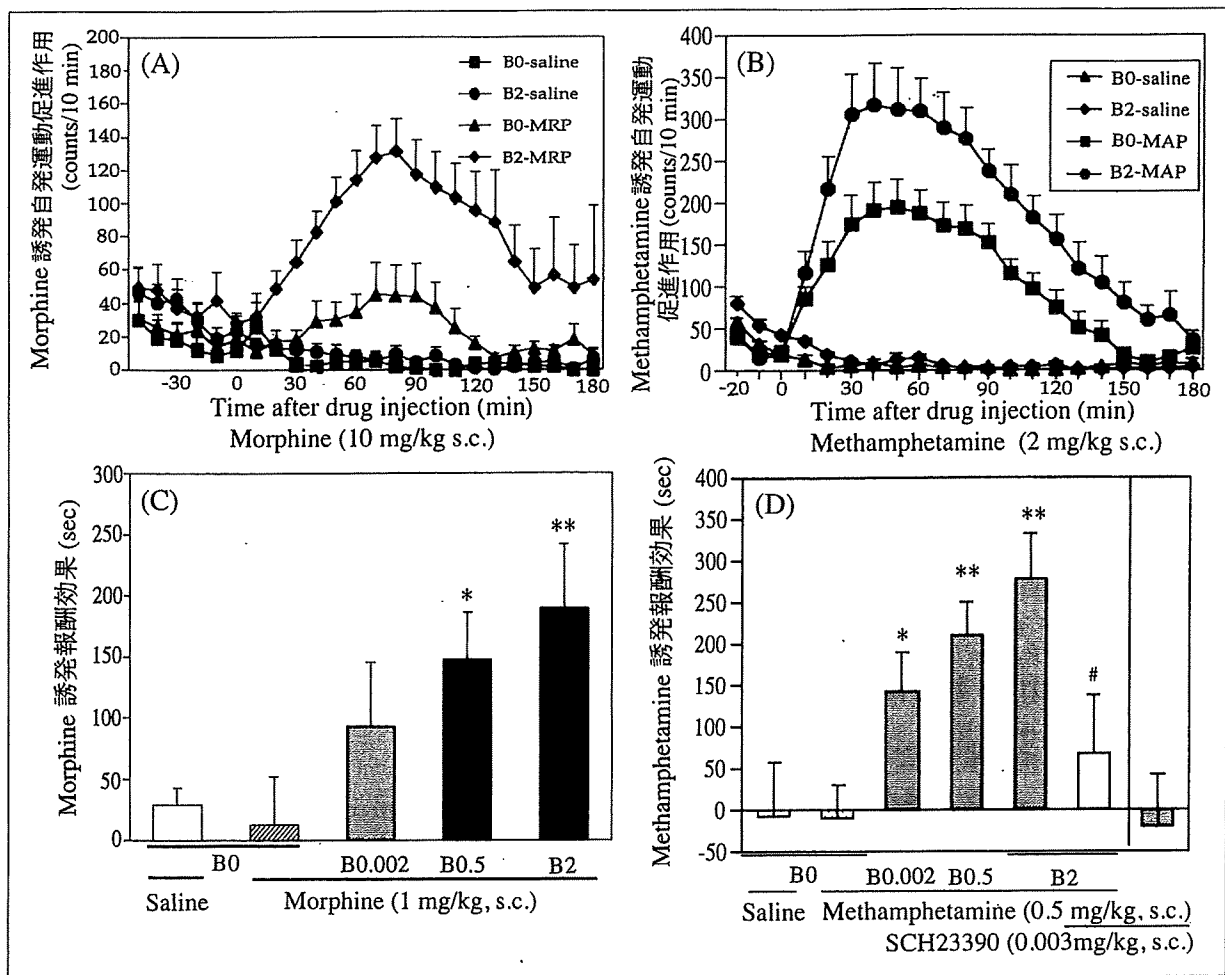 (A)
Morphine 誘発自発運動促進作用
(counts/10 min)
200
180
160
140
120
100
80
60
40
20
0
B0-saline
B2-saline
B0-MRP
B2-MRP
-30 0 30 60 90 120 150 180
Time after drug injection (min)
Morphine (10 mg/kg s.c.)
(B)
Methamphetamine 誘発自発運動
促進作用 (counts/10 min)
400
350
300
250
200
150
100
50
0
B0-saline
B2-saline
B0-MAP
B2-MAP
-20 0 30 60 90 120 150 180
Time after drug injection (min)
Methamphetamine (2 mg/kg s.c.)
(C)
Morphine 誘発報酬効果 (sec)
300
250
200
150
100
50
0
*
**
B0 B0.002 B0.5 B2
Saline Morphine (1 mg/kg, s.c.)
(D)
Methamphetamine 誘発報酬効果 (sec)
400
350
300
250
200
150
100
50
0
-50
*
**
**
#
B0 B0.002 B0.5 B2
Saline Methamphetamine (0.5 mg/kg, s.c.)
SCH23390 (0.003mg/kg, s.c.)